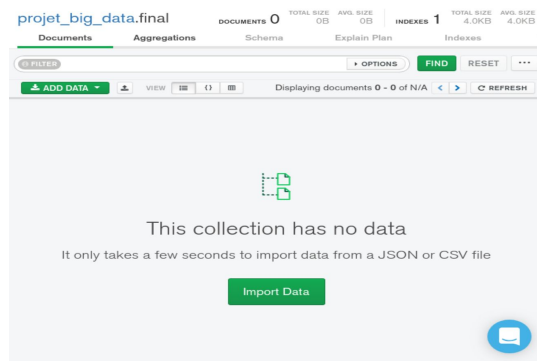 projet_big_data.final
DOCUMENTS 0 TOTAL SIZE 0B AVG. SIZE 0B INDEXES 1 TOTAL SIZE 4.0KB AVG. SIZE 4.0KB
Documents Aggregations Schema Explain Plan Indexes
FILTER OPTIONS FIND RESET ...
ADD DATA VIEW {} Displaying documents 0 - 0 of N/A < > REFRESH
This collection has no data
It only takes a few seconds to import data from a JSON or CSV file
Import Data